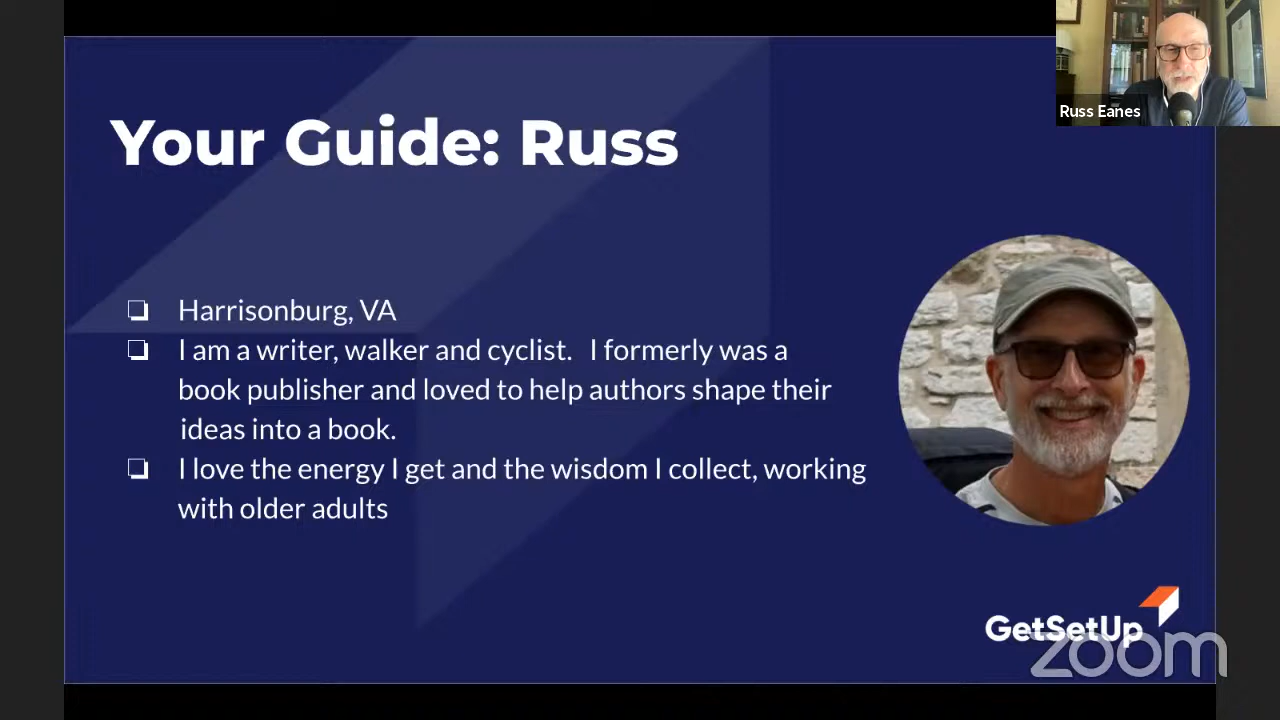 Russ Eanes
Your Guide: Russ
❏ Harrisonburg, VA
❏ I am a writer, walker and cyclist. I formerly was a
book publisher and loved to help authors shape their
ideas into a book.
❏ I love the energy I get and the wisdom I collect, working
with older adults
GetSetUp
zoom